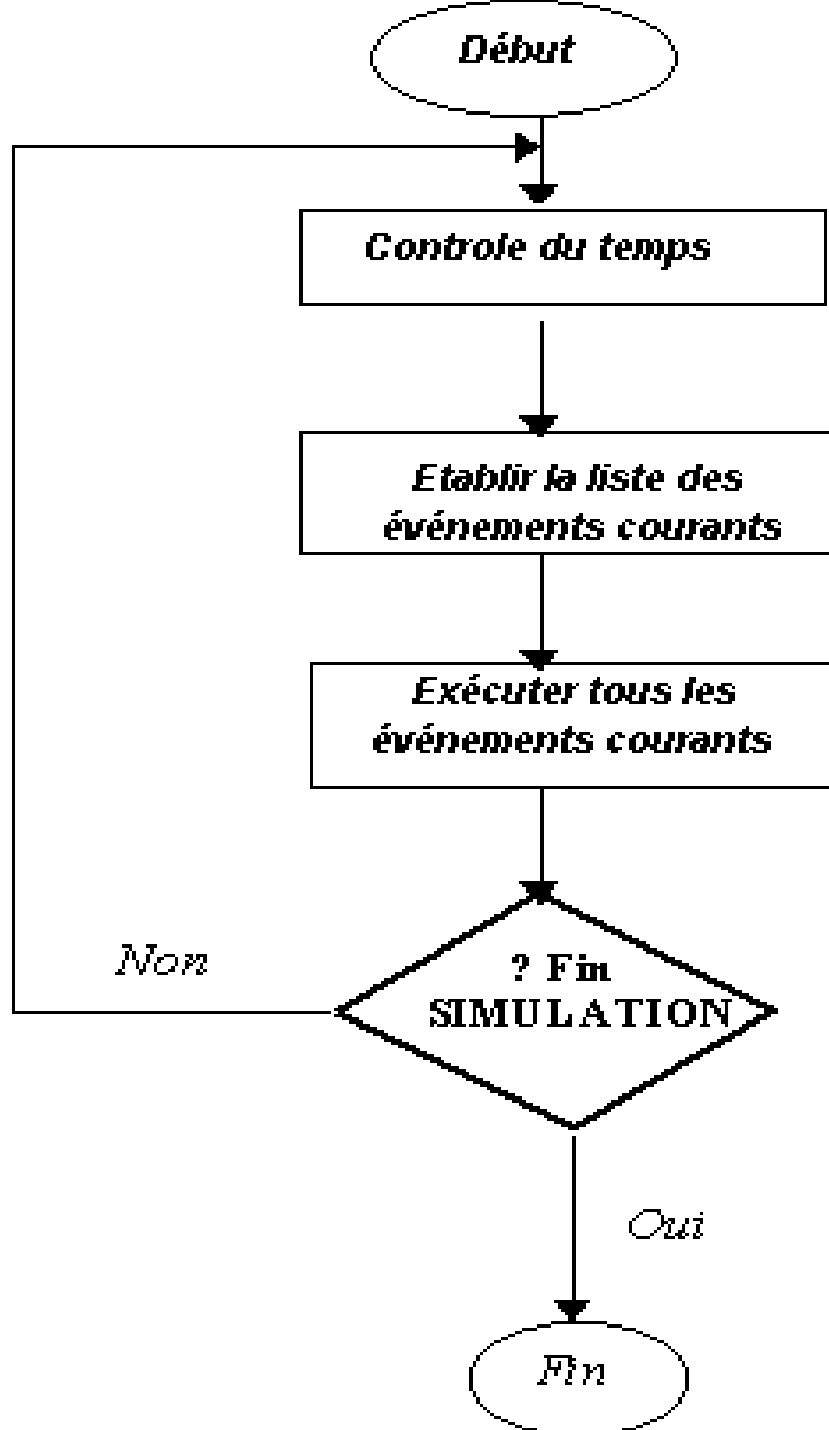 Début
Controle du temps
Etablir la liste des
événements courants
Exécuter tous les
événements courants
? Fin
SIMULATION
Non
Oui
Fin